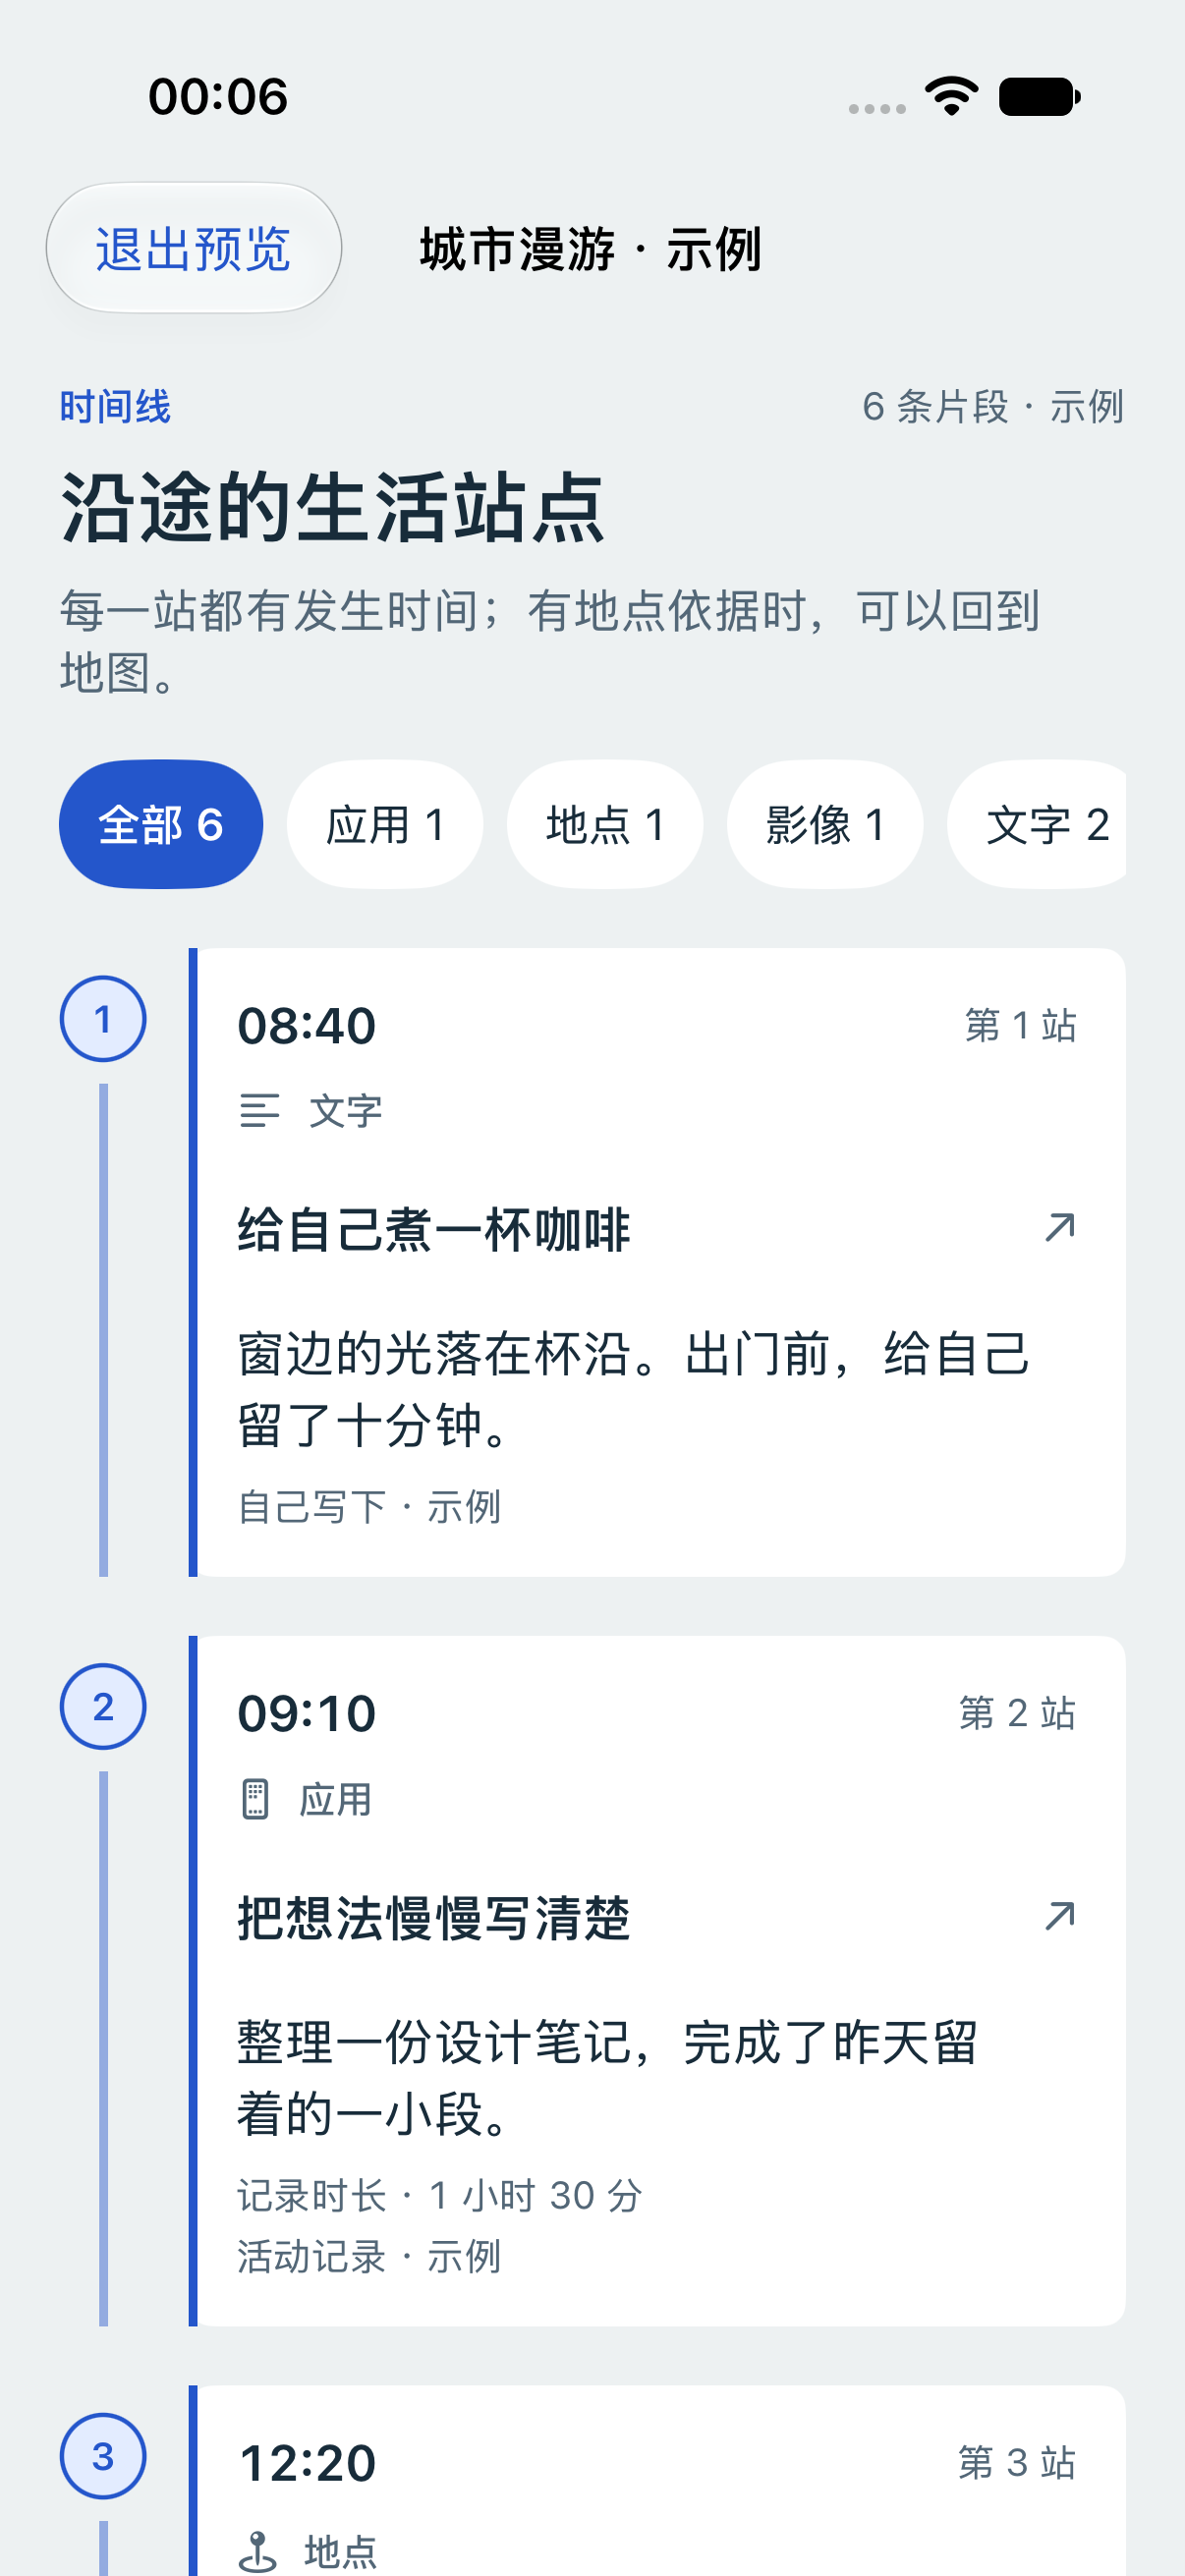 00:06
退出预览
城市漫游 · 示例
时间线
6 条片段 · 示例
沿途的生活站点
每一站都有发生时间；有地点依据时，可以回到
地图。
全部 6
应用 1
地点 1
影像 1
文字 2
1
08:40
第 1 站
文字
给自己煮一杯咖啡
窗边的光落在杯沿。出门前，给自己
留了十分钟。
自己写下 · 示例
2
09:10
第 2 站
应用
把想法慢慢写清楚
整理一份设计笔记，完成了昨天留
着的一小段。
记录时长 · 1 小时 30 分
活动记录 · 示例
3
12:20
第 3 站
地点